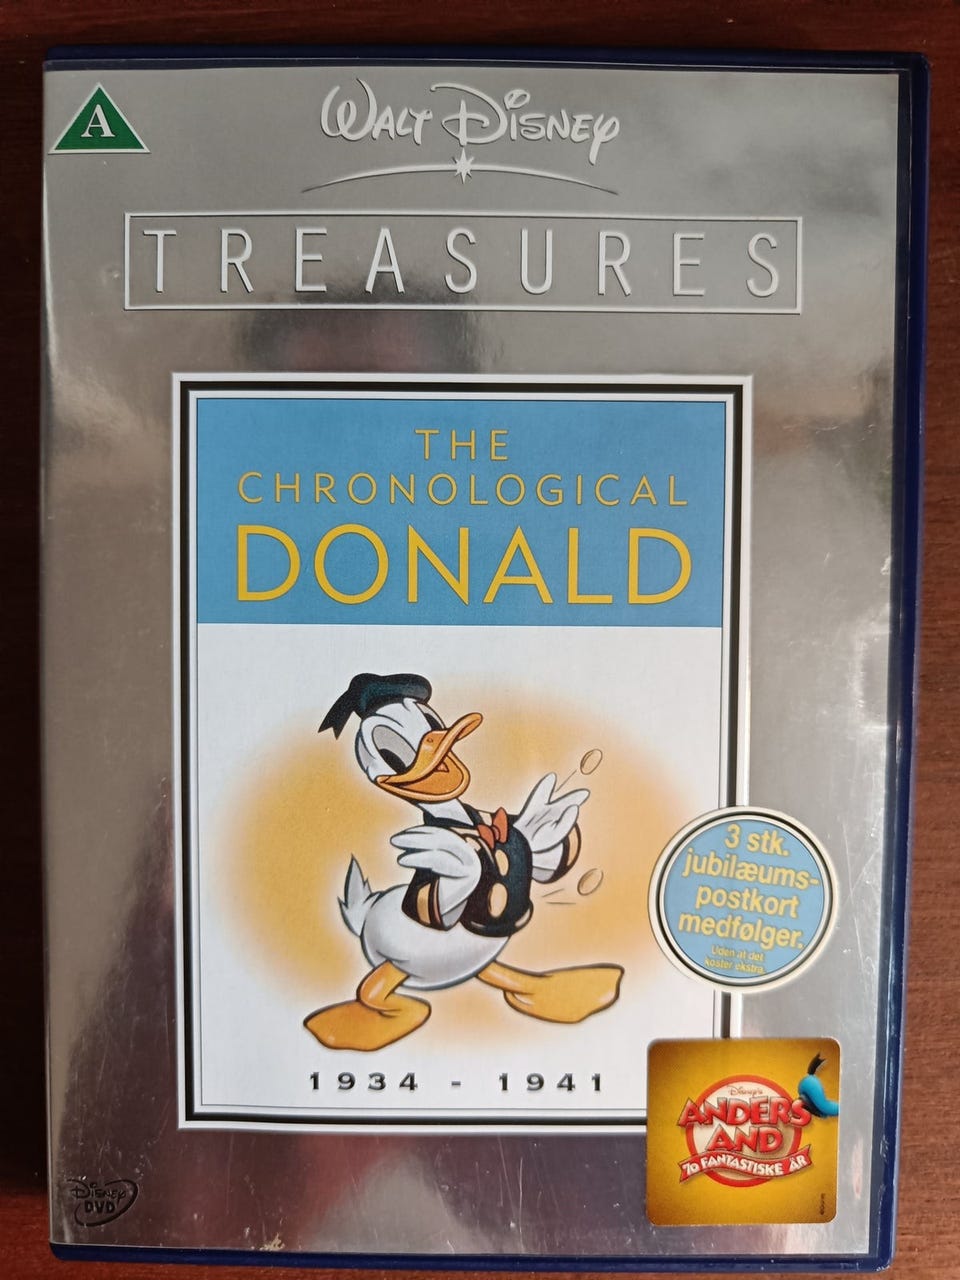 A
WALT DISNEY
TREASURES
THE
CHRONOLOGICAL
DONALD
3 stk.
jubilæums-
postkort
medfølger.
Uden at det
koster ekstra.
1934 - 1941
Disney's
ANDERS
AND
70 FANTASTISKE ÅR
DISNEY
DVD